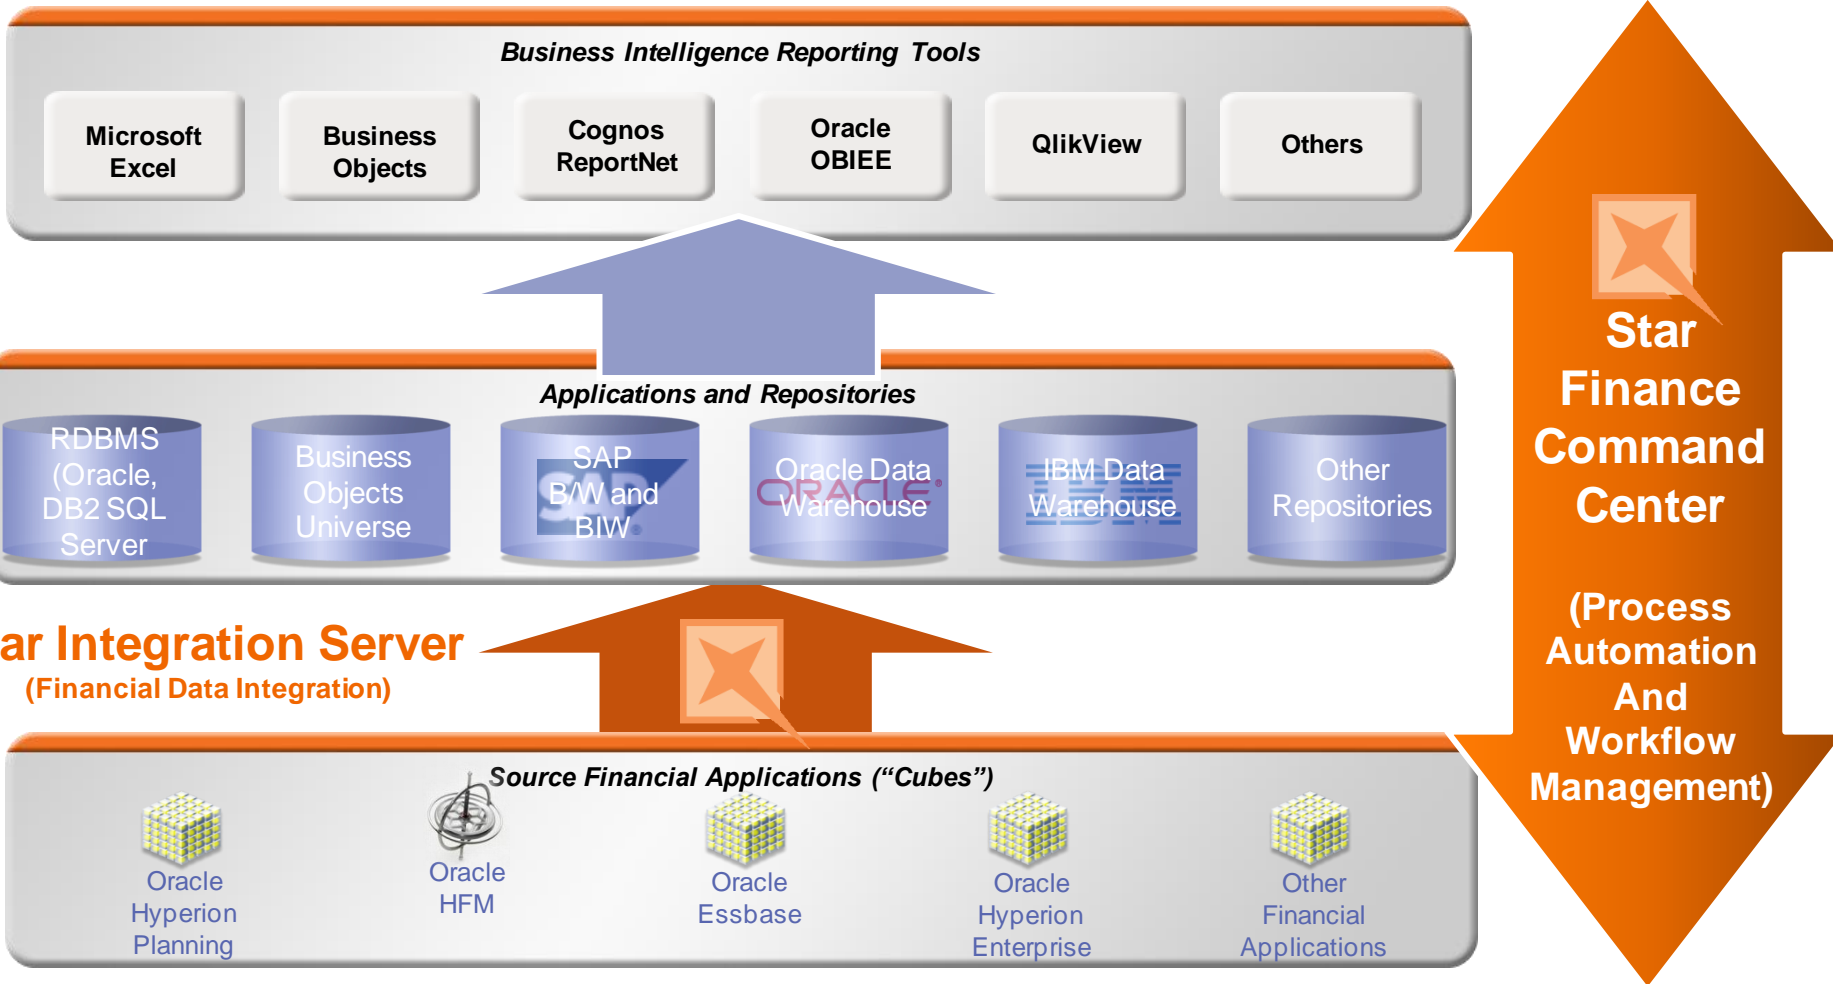 Business Intelligence Reporting Tools
Microsoft
Excel
Business
Objects
Cognos
ReportNet
Oracle
OBIEE
QlikView
Others
Applications and Repositories
RDBMS
(Oracle,
DB2 SQL
Server
Business
Objects
Universe
SAP
B/W and
BIW
SAP
®
Oracle Data
Warehouse
ORACLE®
IBM Data
Warehouse
IBM
Other
Repositories
ar Integration Server
(Financial Data Integration)
Source Financial Applications (“Cubes”)
Oracle
Hyperion
Planning
Oracle
HFM
Oracle
Essbase
Oracle
Hyperion
Enterprise
Other
Financial
Applications
Star
Finance
Command
Center
(Process
Automation
And
Workflow
Management)